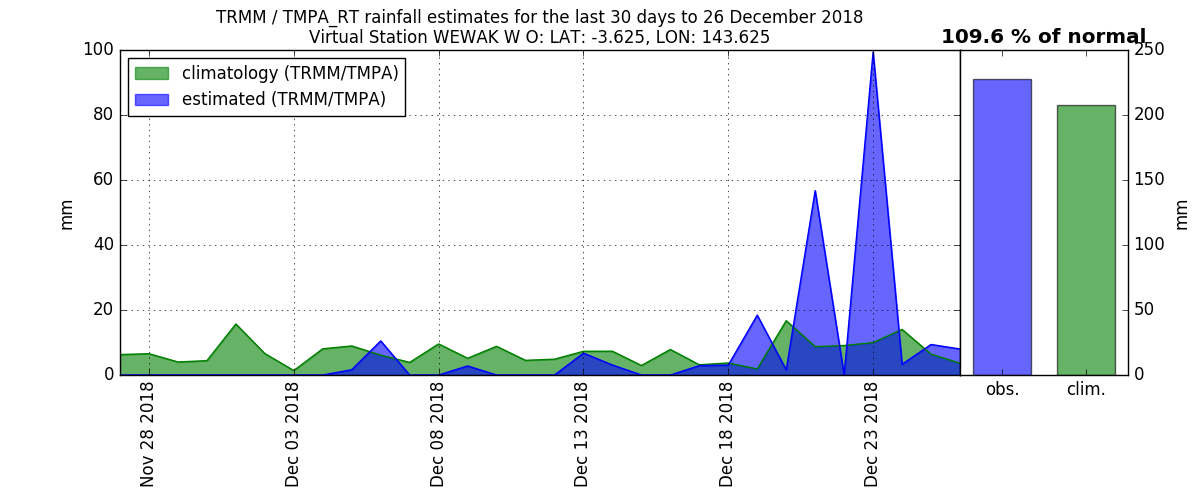 TRMM / TMPA_RT rainfall estimates for the last 30 days to 26 December 2018
Virtual Station WEWAK W O: LAT: -3.625, LON: 143.625
109.6 % of normal
climatology (TRMM/TMPA)
estimated (TRMM/TMPA)
100
80
60
40
20
0
mm
Nov 28 2018
Dec 03 2018
Dec 08 2018
Dec 13 2018
Dec 18 2018
Dec 23 2018
obs.
clim.
250
200
150
100
50
0
mm